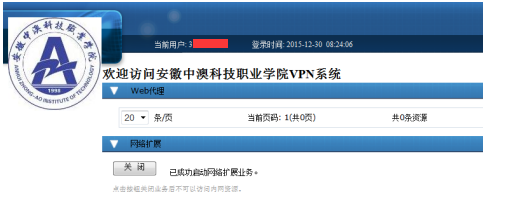 安徽中澳科技职业学院
ANHUI ZHONG-AO INSTITUTE OF TECHNOLOGY
1998
当前用户: 3
登录时间: 2015-12-30 08:24:06
欢迎访问安徽中澳科技职业学院VPN系统
Web代理
20 条/页 当前页码: 1(共0页) 共0条资源
网络扩展
关闭 已成功启动网络扩展业务。
点击按钮关闭业务后不可以访问内网资源。